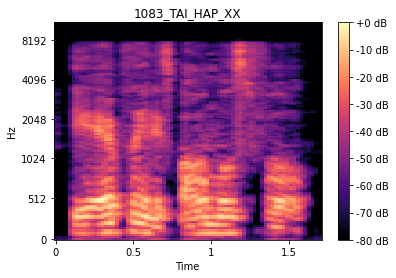 1083_TAI_HAP_XX
+0 dB
8192
-10 dB
4096
-20 dB
-30 dB
2048
Hz
-40 dB
1024
-50 dB
-60 dB
512
-70 dB
0
-80 dB
0
0.5
1
1.5
Time